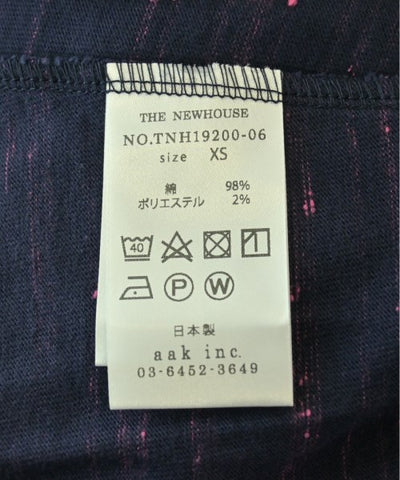 THE NEWHOUSE
NO.TNH19200-06
size XS
綿 98%
ポリエステル 2%
40
P W
日本製
aak inc.
03-6452-3649